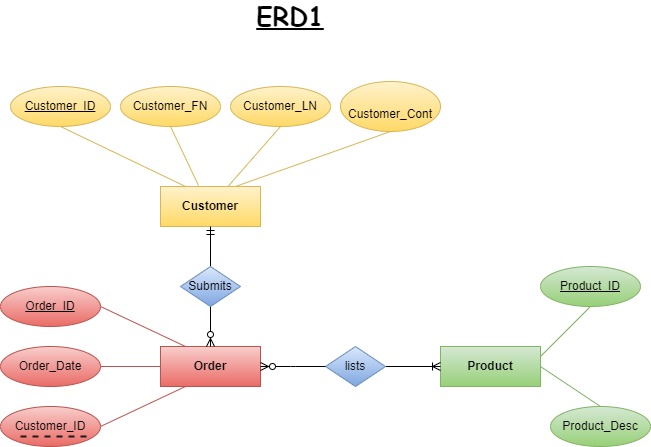 ERD1
Customer_ID
Customer_FN
Customer_LN
Customer_Cont
Customer
Submits
Order_ID
Product_ID
Order_Date
Order
lists
Product
Customer_ID
Product_Desc